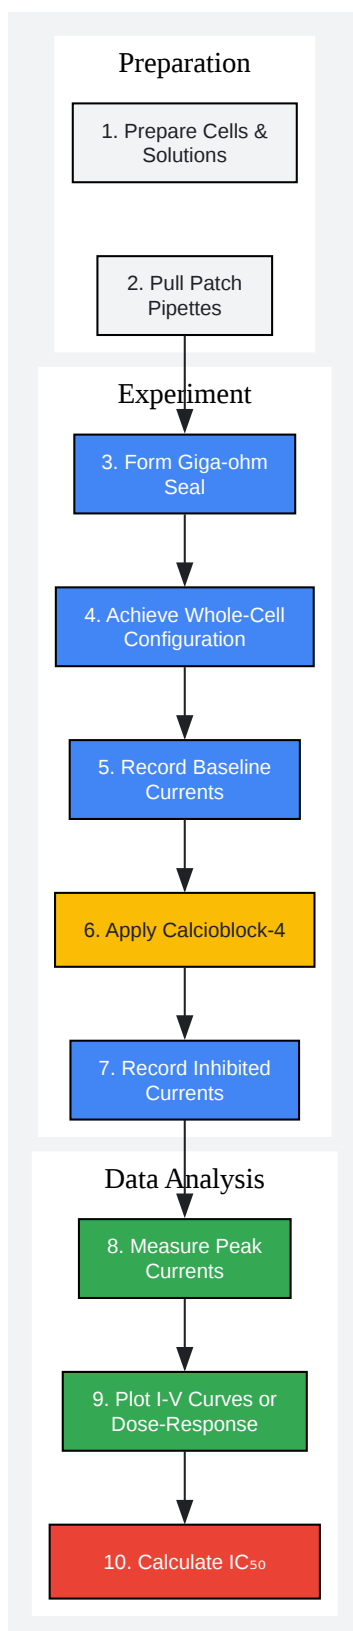 Preparation
1. Prepare Cells &
Solutions
2. Pull Patch
Pipettes
Experiment
3. Form Giga-ohm
Seal
4. Achieve Whole-Cell
Configuration
5. Record Baseline
Currents
6. Apply Calcioblock-4
7. Record Inhibited
Currents
Data Analysis
8. Measure Peak
Currents
9. Plot I-V Curves or
Dose-Response
10. Calculate IC₅₀